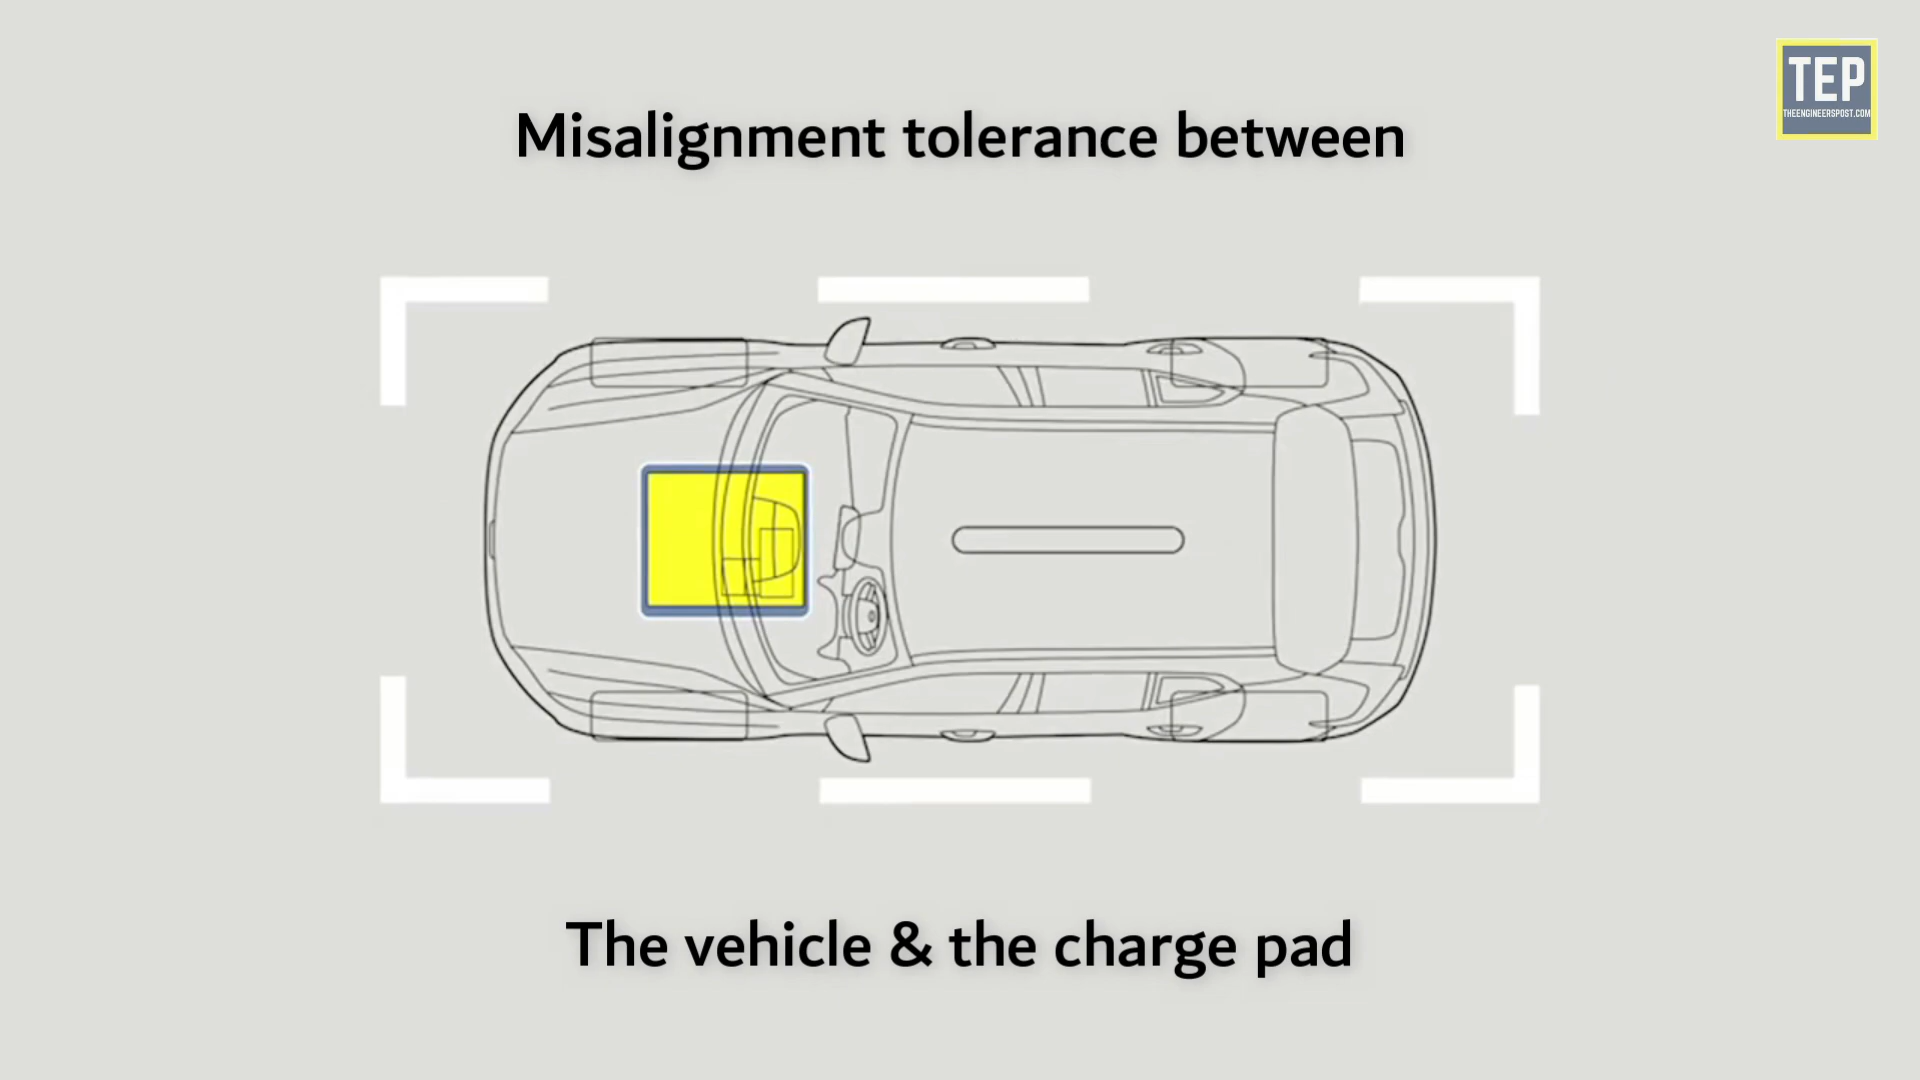 TEP
THEENGINEERSPOST.COM
Misalignment tolerance between
The vehicle & the charge pad